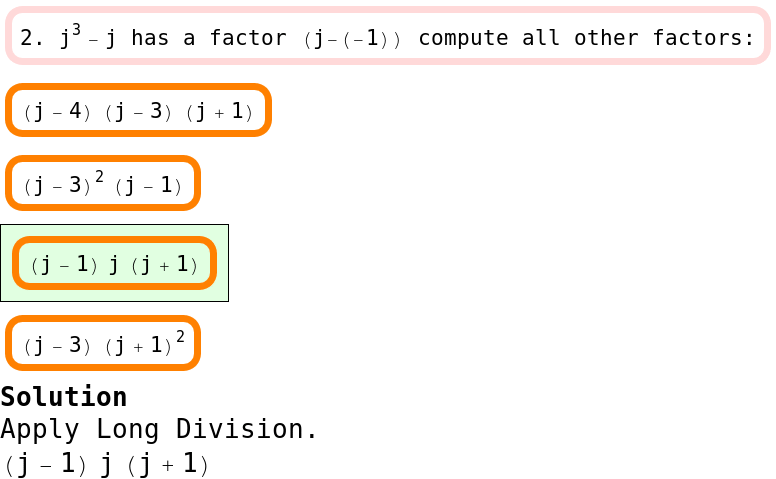 2. j³ – j has a factor (j–(–1)) compute all other factors:
(j – 4) (j – 3) (j + 1)
(j – 3)² (j – 1)
(j – 1) j (j + 1)
(j – 3) (j + 1)²
Solution
Apply Long Division.
(j – 1) j (j + 1)